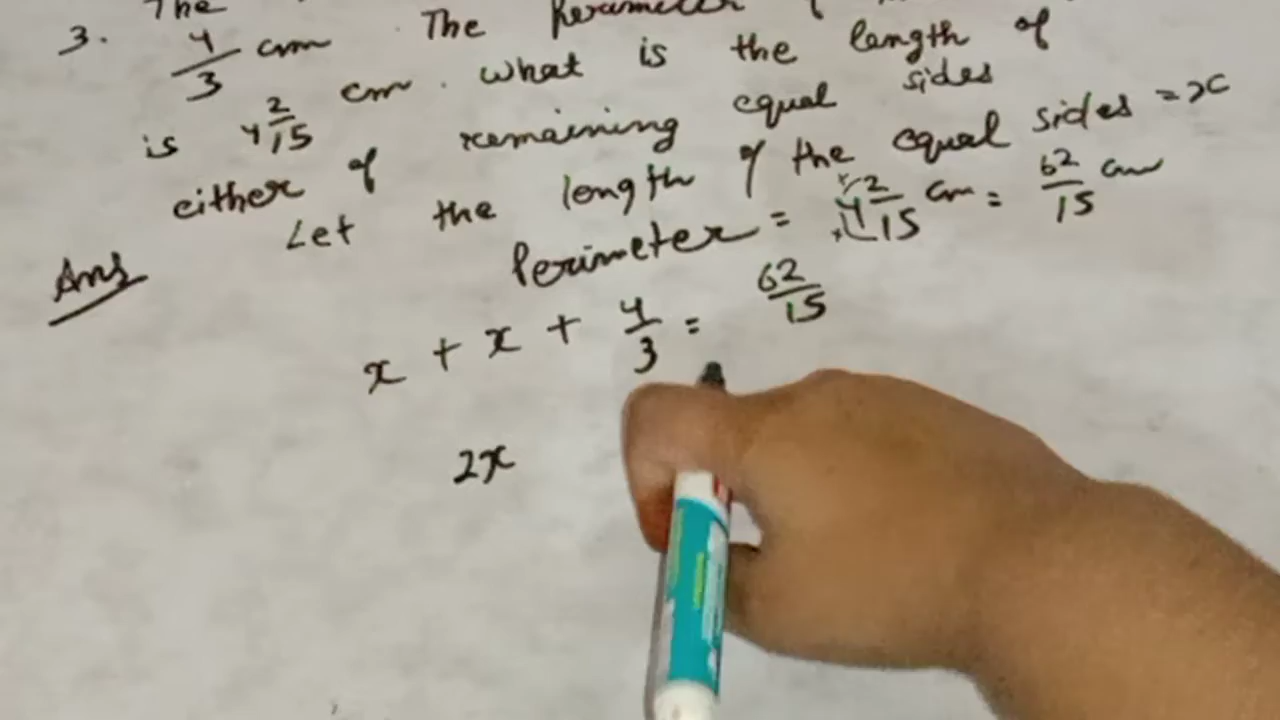 3. The
4/3 cm . The Perimeter
is 4 2/15 cm . What is the length of
either of remaining equal sides
Ans Let the length of the equal sides = x
Perimeter = 4 2/15 cm = 62/15 cm
x + x + 4/3 = 62/15
2x